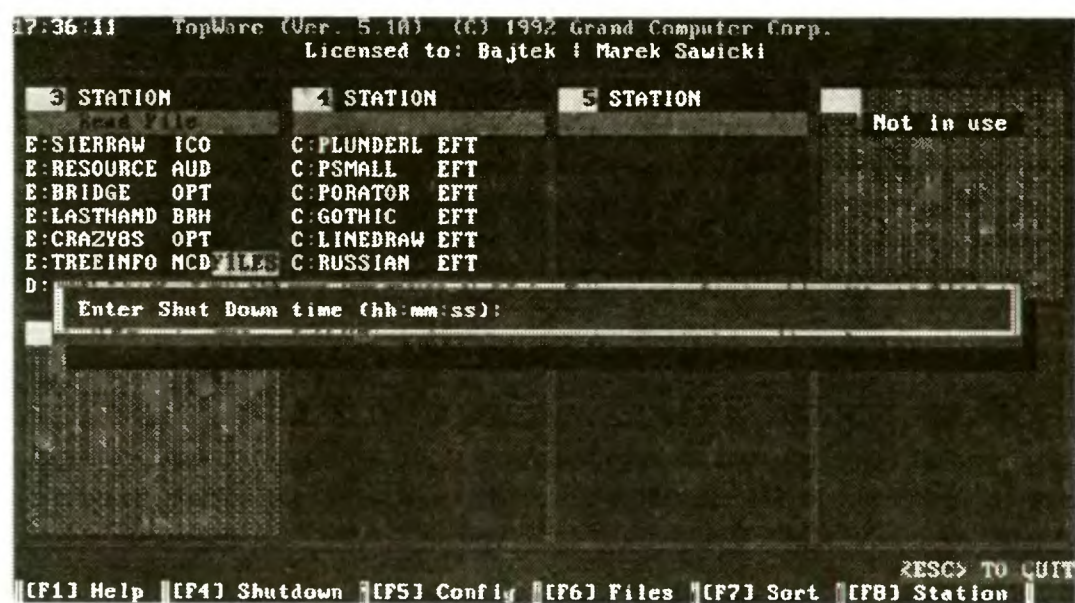 17:36:11 TopWare (Ver. 5.10) (C) 1992 Grand Computer Corp.
Licensed to: Bajtek i Marek Sawicki
3 STATION 4 STATION 5 STATION
Read File
Not in use
E:SIERRAW ICO C:PLUNDERL EFT
E:RESOURCE AUD C:PSMALL EFT
E:BRIDGE OPT C:PORATOR EFT
E:LASTHAND BRH C:GOTHIC EFT
E:CRAZY8S OPT C:LINEDRAW EFT
E:TREEINFO NCD FILES C:RUSSIAN EFT
D:
Enter Shut Down time (hh:mm:ss):
<ESC> TO QUIT
[F1] Help [F4] Shutdown [F5] Config [F6] Files [F7] Sort [F8] Station